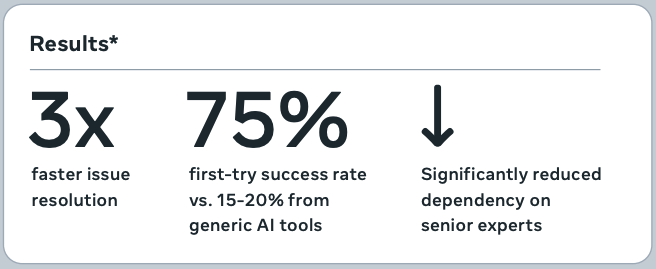 Results*
3x
faster issue
resolution
75%
first-try success rate
vs. 15-20% from
generic AI tools
↓
Significantly reduced
dependency on
senior experts